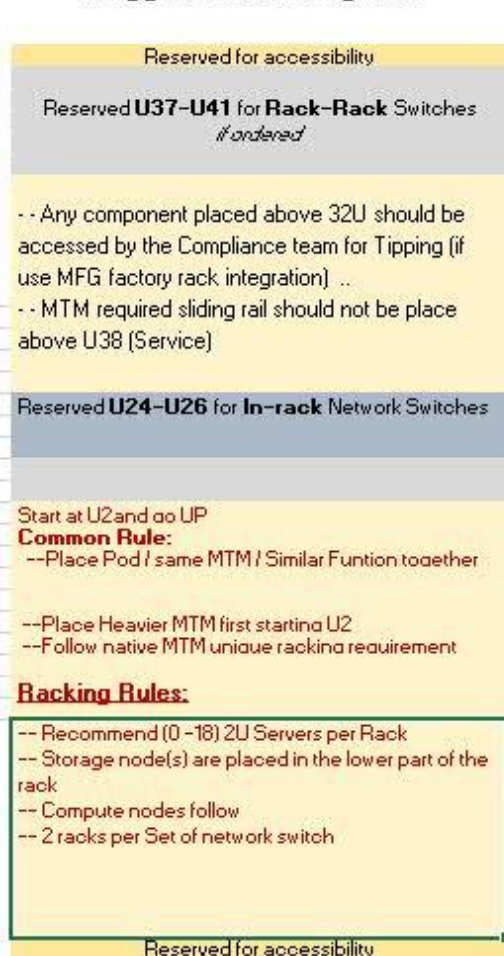 Reserved for accessibility
Reserved U37-U41 for Rack-Rack Switches
if ordered
- - Any component placed above 32U should be
accessed by the Compliance team for Tipping (if
use MFG factory rack integration) ..
- - MTM required sliding rail should not be place
above U38 (Service)
Reserved U24-U26 for In-rack Network Switches
Start at U2and go UP
Common Rule:
--Place Pod / same MTM / Similar Funtion together
--Place Heavier MTM first starting U2
--Follow native MTM unique racking requirement
Racking Rules:
-- Recommend (0 -18) 2U Servers per Rack
-- Storage node(s) are placed in the lower part of the
rack
-- Compute nodes follow
-- 2 racks per Set of network switch
Reserved for accessibility